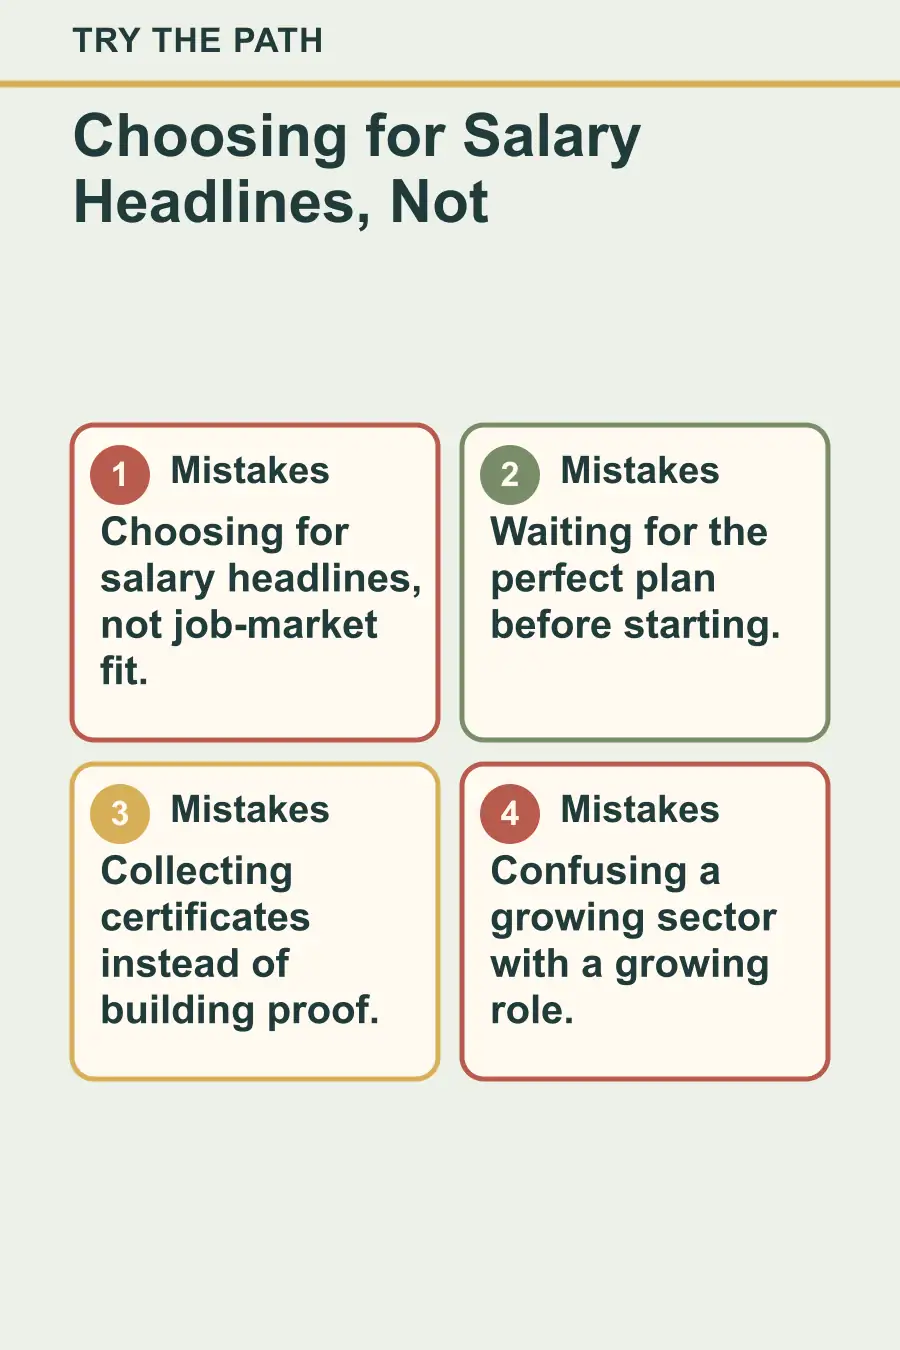 TRY THE PATH
Choosing for Salary
Headlines, Not
1 Mistakes
Choosing for
salary headlines,
not job-market
fit.
2 Mistakes
Waiting for the
perfect plan
before starting.
3 Mistakes
Collecting
certificates
instead of
building proof.
4 Mistakes
Confusing a
growing sector
with a growing
role.